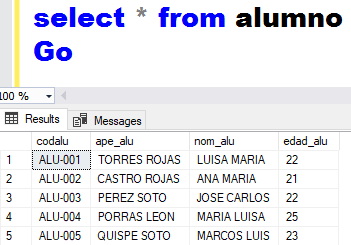 select * from alumno
Go
100 %
Results Messages
codalu ape_alu nom_alu edad_alu
1 ALU-001 TORRES ROJAS LUISA MARIA 22
2 ALU-002 CASTRO ROJAS ANA MARIA 21
3 ALU-003 PEREZ SOTO JOSE CARLOS 22
4 ALU-004 PORRAS LEON MARIA LUISA 25
5 ALU-005 QUISPE SOTO MARCOS LUIS 23